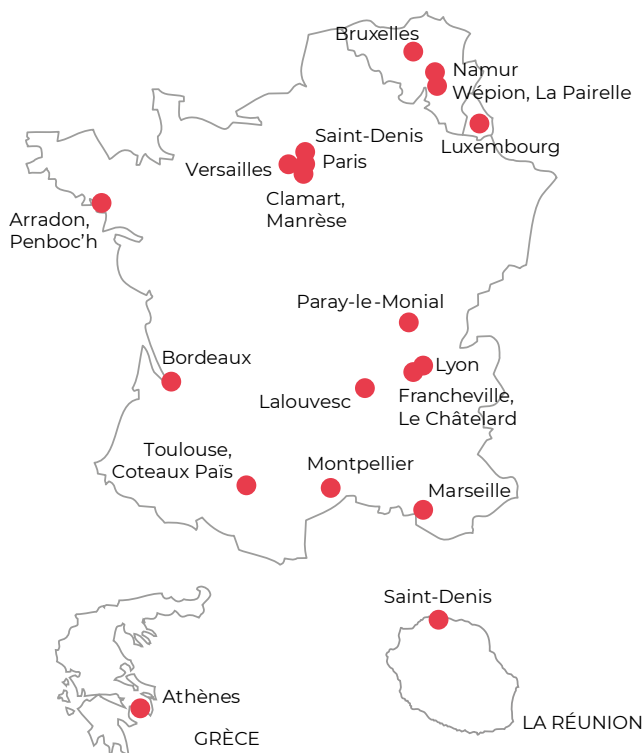 Bruxelles
Namur
Wépion, La Pairelle
Luxembourg
Saint-Denis
Versailles
Paris
Clamart,
Manrèse
Arradon,
Penboc’h
Paray-le-Monial
Bordeaux
Lyon
Lalouvesc
Francheville,
Le Châtelard
Toulouse,
Coteaux Païs
Montpellier
Marseille
Saint-Denis
Athènes
GRÈCE
LA RÉUNION